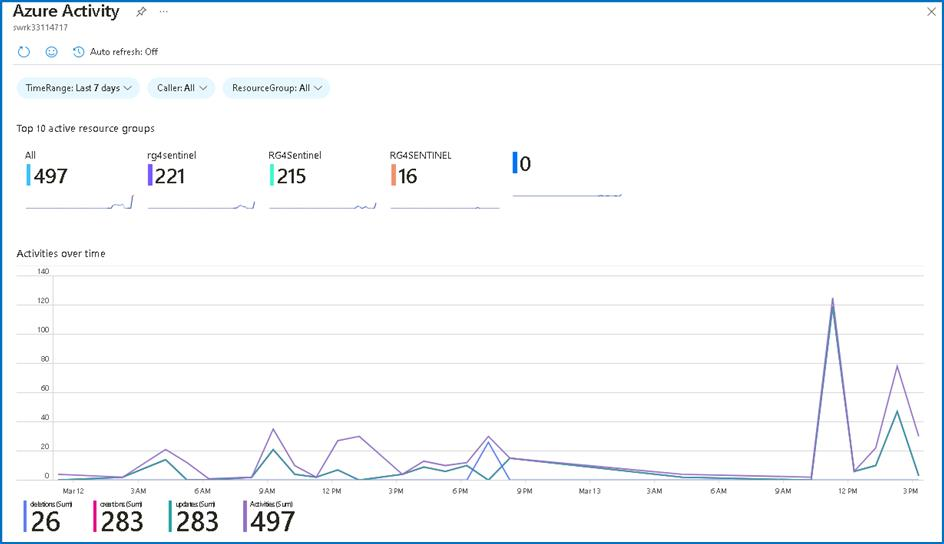 Azure Activity ...
swrk33114717
Auto refresh: Off
TimeRange: Last 7 days Caller: All ResourceGroup: All
Top 10 active resource groups
All rg4sentinel RG4Sentinel RG4SENTINEL
497 221 215 16 0
Activities over time
140
120
100
80
60
40
20
0
Mar 12 3 AM 6 AM 9 AM 12 PM 3 PM 6 PM 9 PM Mar 13 3 AM 6 AM 9 AM 12 PM 3 PM
deletions (Sum) creations (Sum) updates (Sum) Activities (Sum)
26 283 283 497